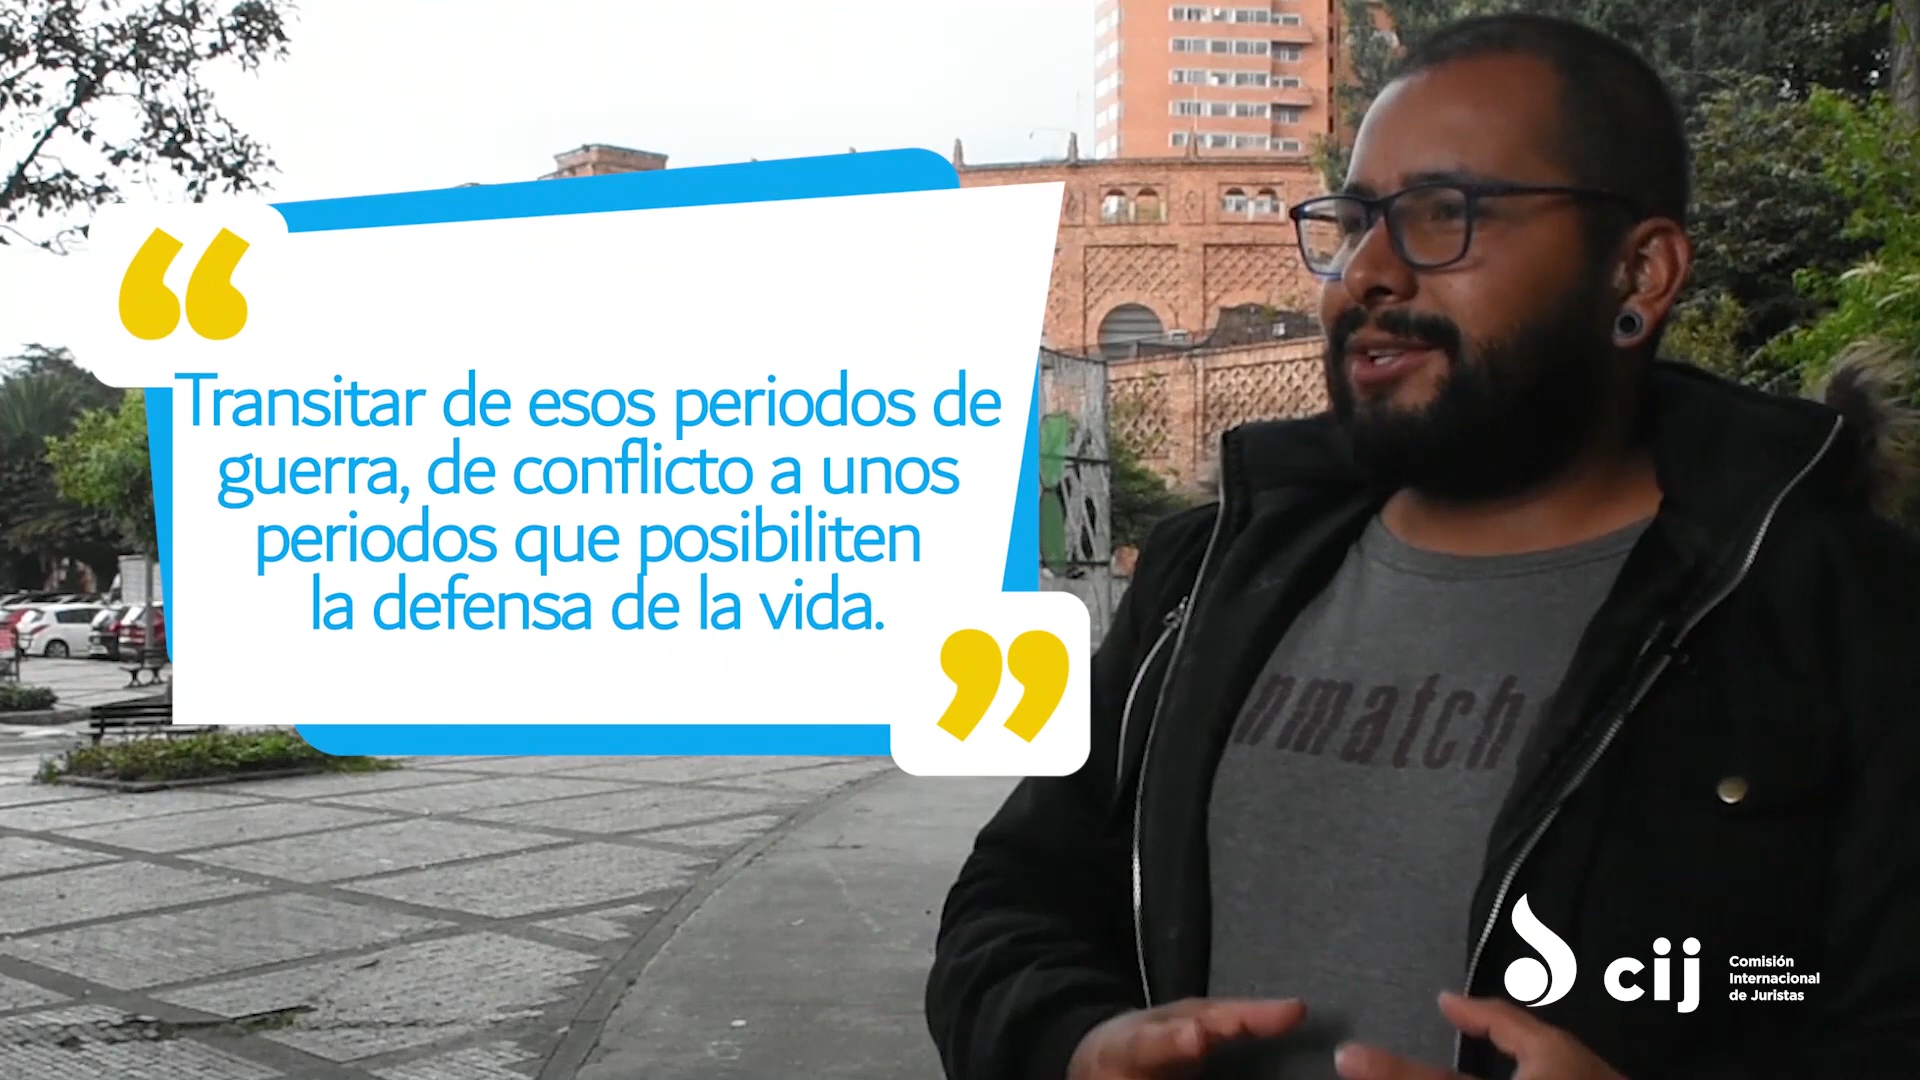 “
Transitar de esos periodos de
guerra, de conflicto a unos
periodos que posibiliten
la defensa de la vida.
”
nmatch
cij
Comisión
Internacional
de Juristas